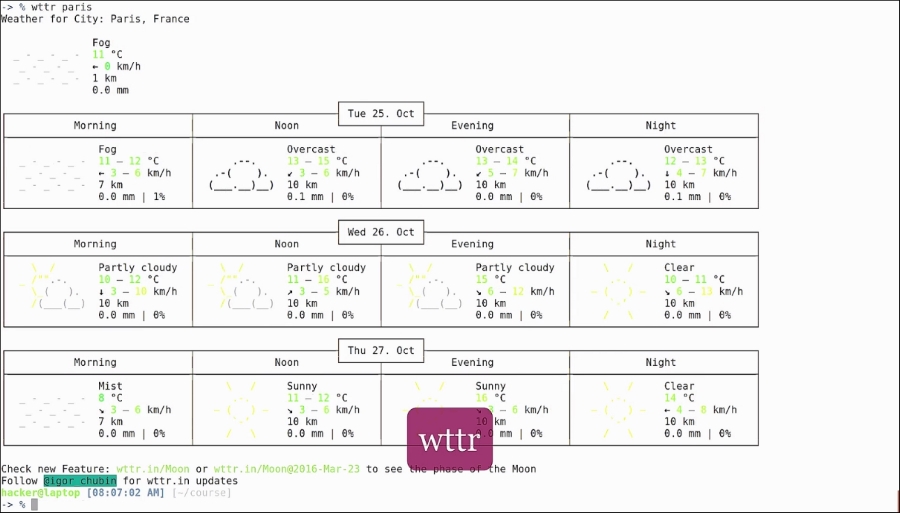 -> % wttr paris
Weather for City: Paris, France
Fog
11 °C
← 0 km/h
1 km
0.0 mm
Tue 25. Oct
Morning Noon Evening Night
Fog Overcast Overcast Overcast
11 – 12 °C 13 – 15 °C 13 – 14 °C 12 – 13 °C
← 3 – 6 km/h ↙ 3 – 6 km/h ↙ 5 – 7 km/h ↓ 4 – 7 km/h
7 km 10 km 10 km 10 km
0.0 mm | 1% 0.1 mm | 0% 0.0 mm | 0% 0.1 mm | 0%
Wed 26. Oct
Morning Noon Evening Night
Partly cloudy Partly cloudy Partly cloudy Clear
10 – 12 °C 11 – 16 °C 15 °C 10 – 11 °C
↓ 3 – 10 km/h ↗ 3 – 5 km/h ↘ 6 – 12 km/h ↘ 6 – 13 km/h
10 km 10 km 10 km 10 km
0.0 mm | 0% 0.0 mm | 0% 0.0 mm | 0% 0.0 mm | 0%
Thu 27. Oct
Morning Noon Evening Night
Mist Sunny Sunny Clear
8 °C 11 – 12 °C 16 °C 14 °C
↘ 3 – 6 km/h ↘ 3 – 6 km/h ↘ 3 – 6 km/h ← 4 – 8 km/h
7 km 10 km 10 km 10 km
0.0 mm | 0% 0.0 mm | 0% 0.0 mm | 0% 0.0 mm | 0%
wttr
Check new Feature: wttr.in/Moon or wttr.in/Moon@2016-Mar-23 to see the phase of the Moon
Follow @igor_chubin for wttr.in updates
hacker@laptop [08:07:02 AM] [~/course]
-> %